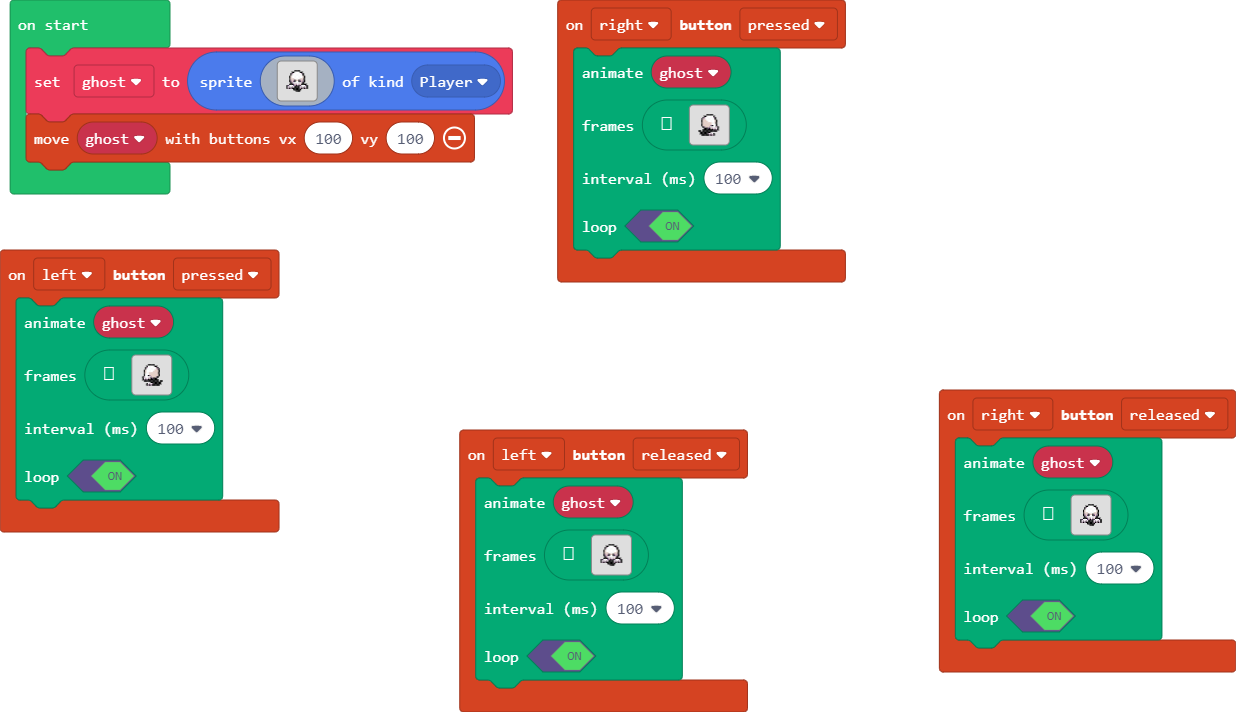 on start
set ghost to sprite of kind Player
move ghost with buttons vx 100 vy 100
on right button pressed
animate ghost
frames
interval (ms) 100
loop ON
on left button pressed
animate ghost
frames
interval (ms) 100
loop ON
on left button released
animate ghost
frames
interval (ms) 100
loop ON
on right button released
animate ghost
frames
interval (ms) 100
loop ON